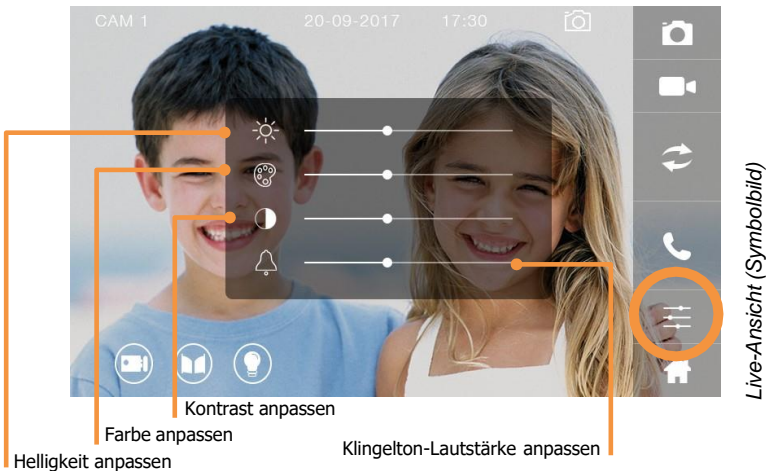 CAM 1 20-09-2017 17:30
Live-Ansicht (Symbolbild)
Kontrast anpassen
Farbe anpassen
Klingelton-Lautstärke anpassen
Helligkeit anpassen